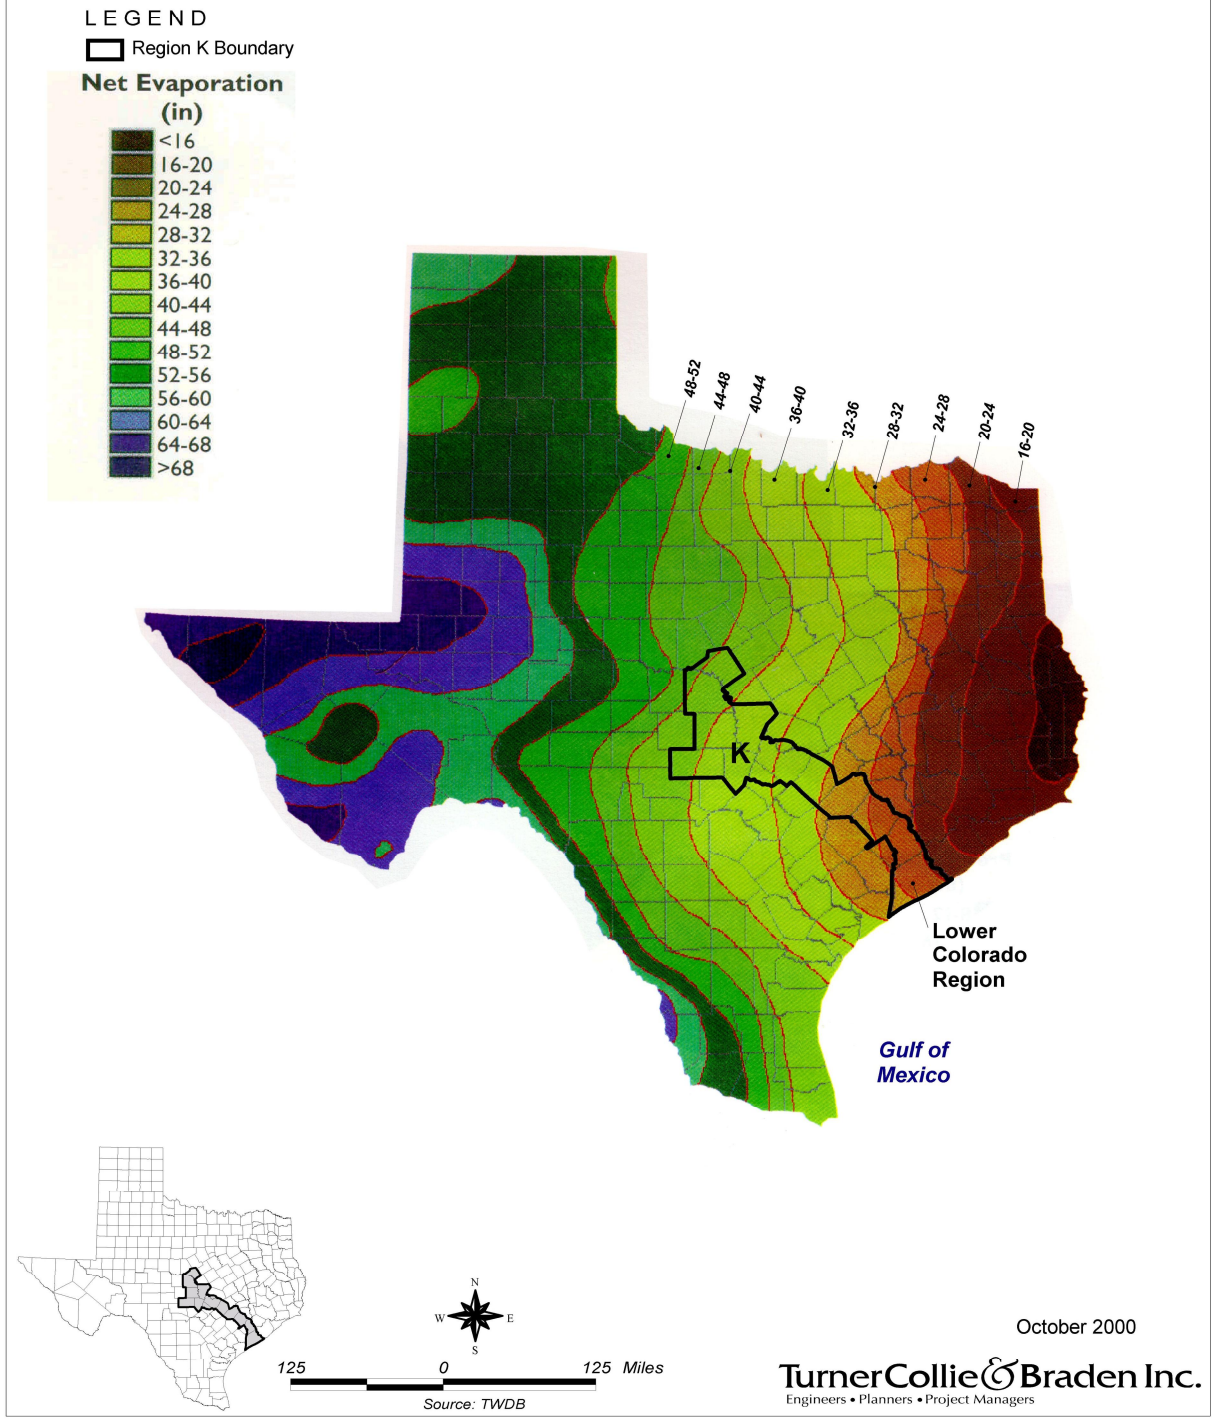 LEGEND
Region K Boundary
Net Evaporation
(in)
<16
16-20
20-24
24-28
28-32
32-36
36-40
40-44
44-48
48-52
52-56
56-60
60-64
64-68
>68
48-52
44-48
40-44
36-40
32-36
28-32
24-28
20-24
16-20
K
Lower
Colorado
Region
Gulf of
Mexico
N
W E
S
125 0 125 Miles
Source: TWDB
October 2000
TurnerCollie&Braden Inc.
Engineers • Planners • Project Managers